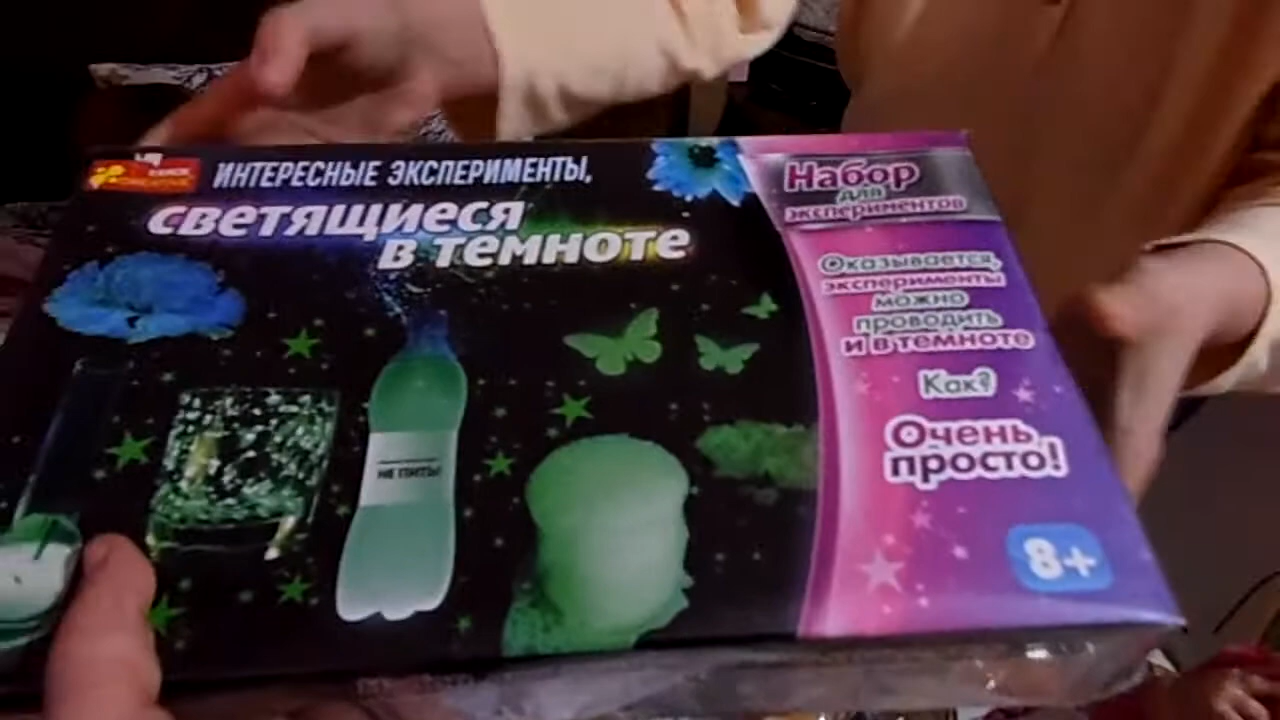 ИНТЕРЕСНЫЕ ЭКСПЕРИМЕНТЫ,
СВЕТЯЩИЕСЯ
В ТЕМНОТЕ
НЕ ПИТЬ!
Набор
для
экспериментов
Оказывается,
эксперименты
можно
проводить
и в темноте
Как?
Очень
просто!
8+